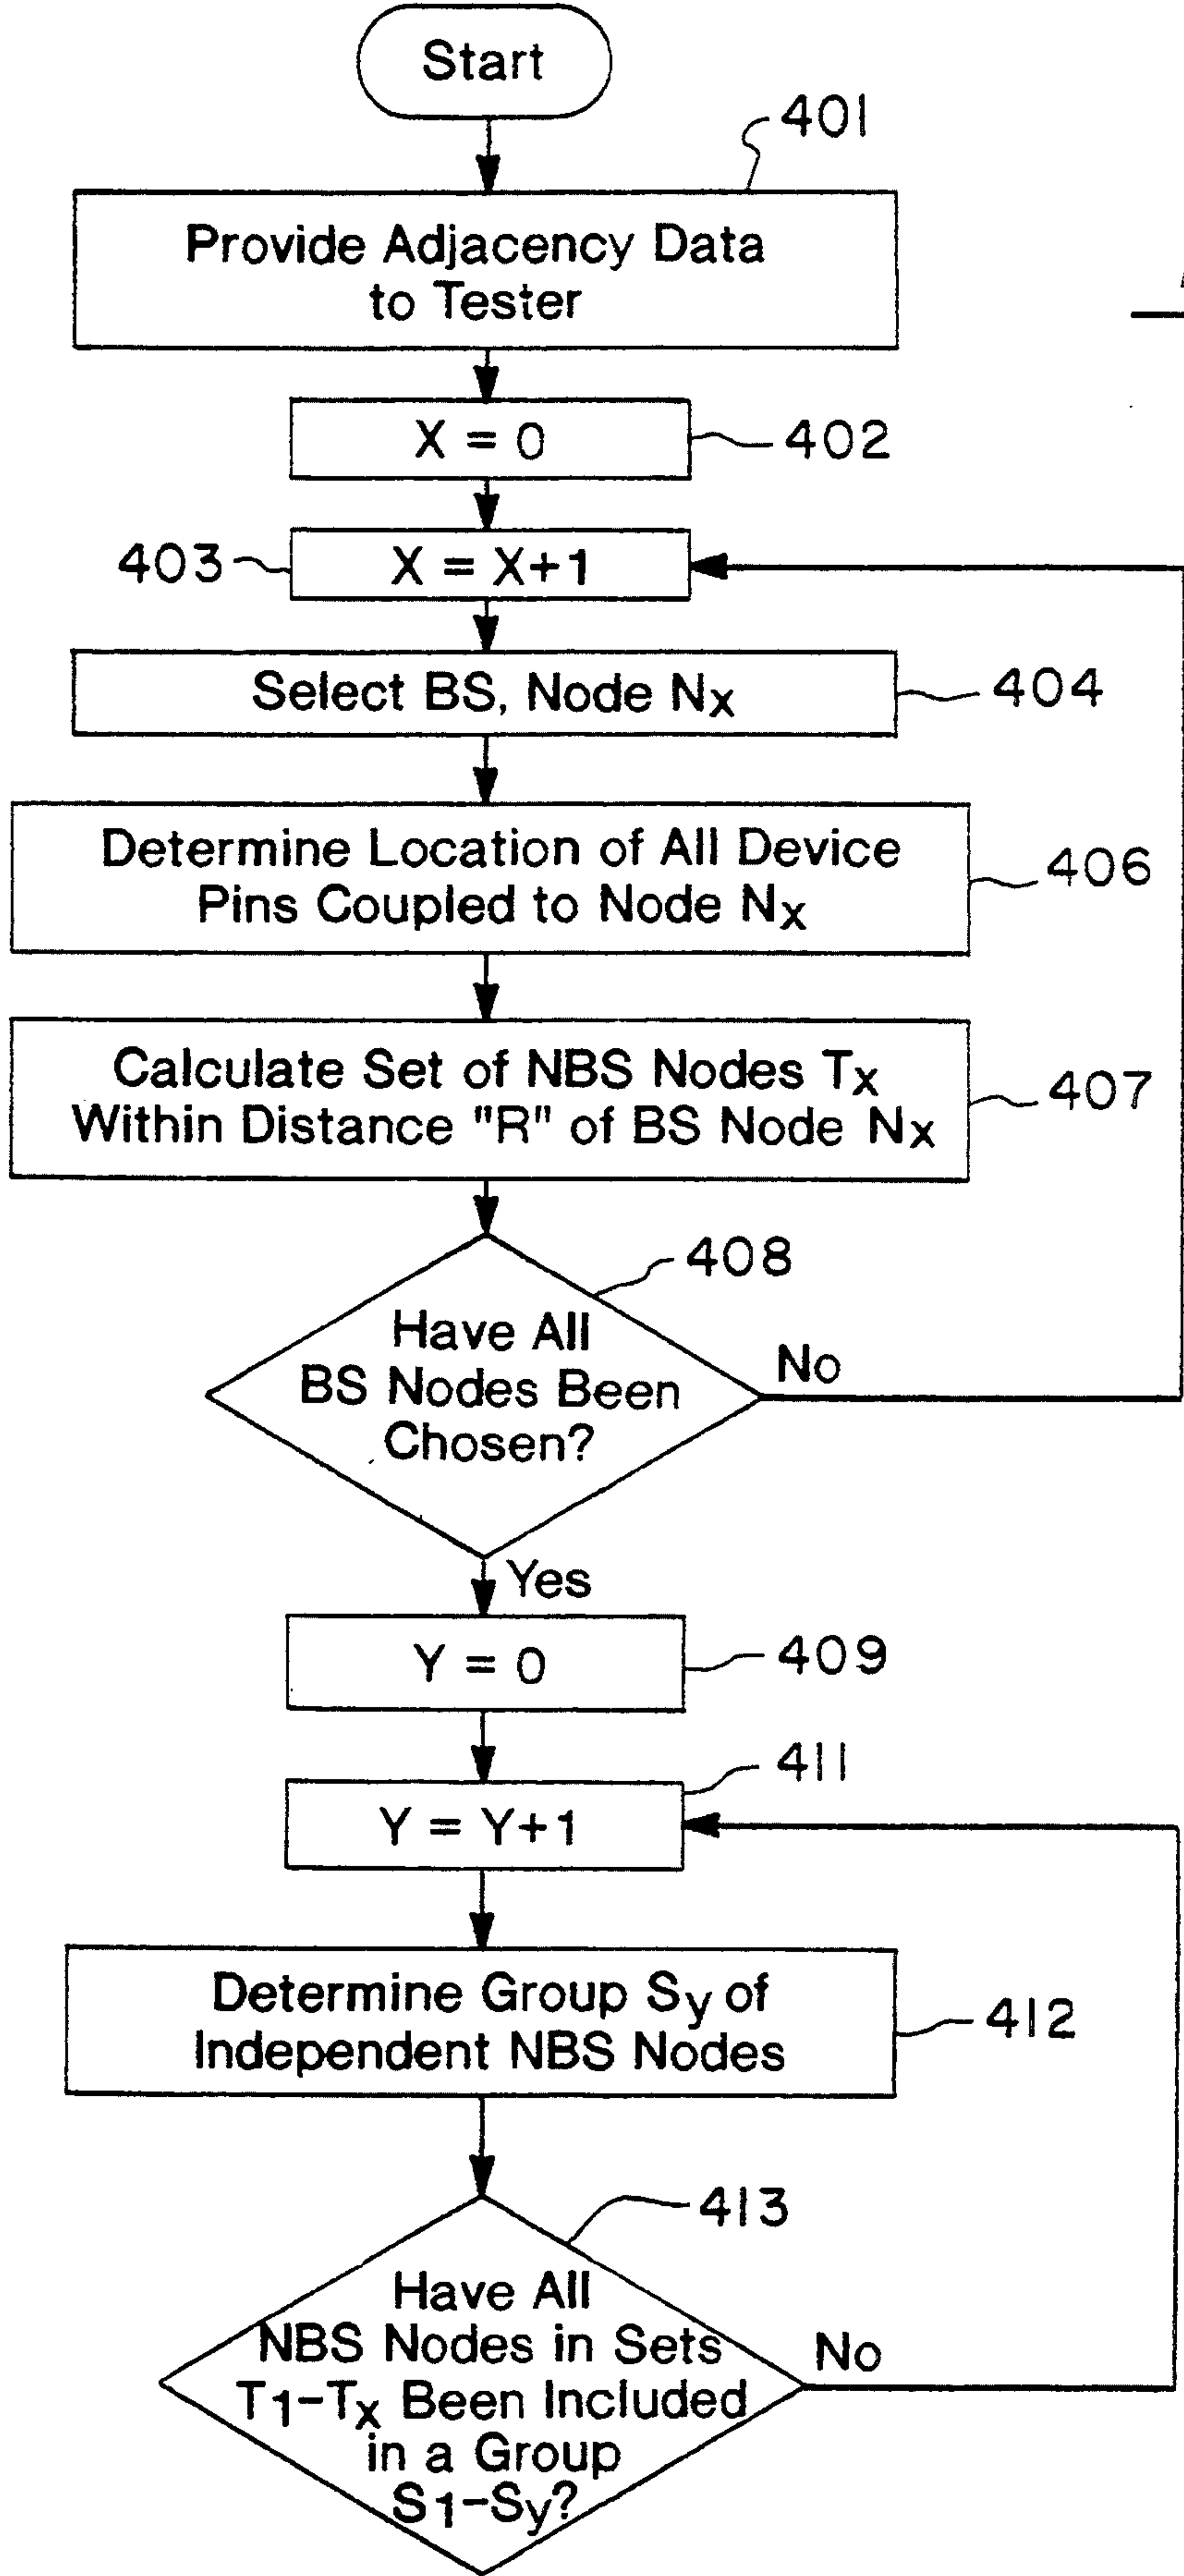 Start
401
Provide Adjacency Data
to Tester
X = 0
402
403
X = X+1
Select BS, Node Nx
404
Determine Location of All Device
Pins Coupled to Node Nx
406
Calculate Set of NBS Nodes Tx
Within Distance "R" of BS Node Nx
407
408
Have All
BS Nodes Been
Chosen?
No
Yes
Y = 0
409
411
Y = Y+1
Determine Group Sy of
Independent NBS Nodes
412
413
Have All
NBS Nodes in Sets
T1-Tx Been Included
in a Group
S1-Sy?
No